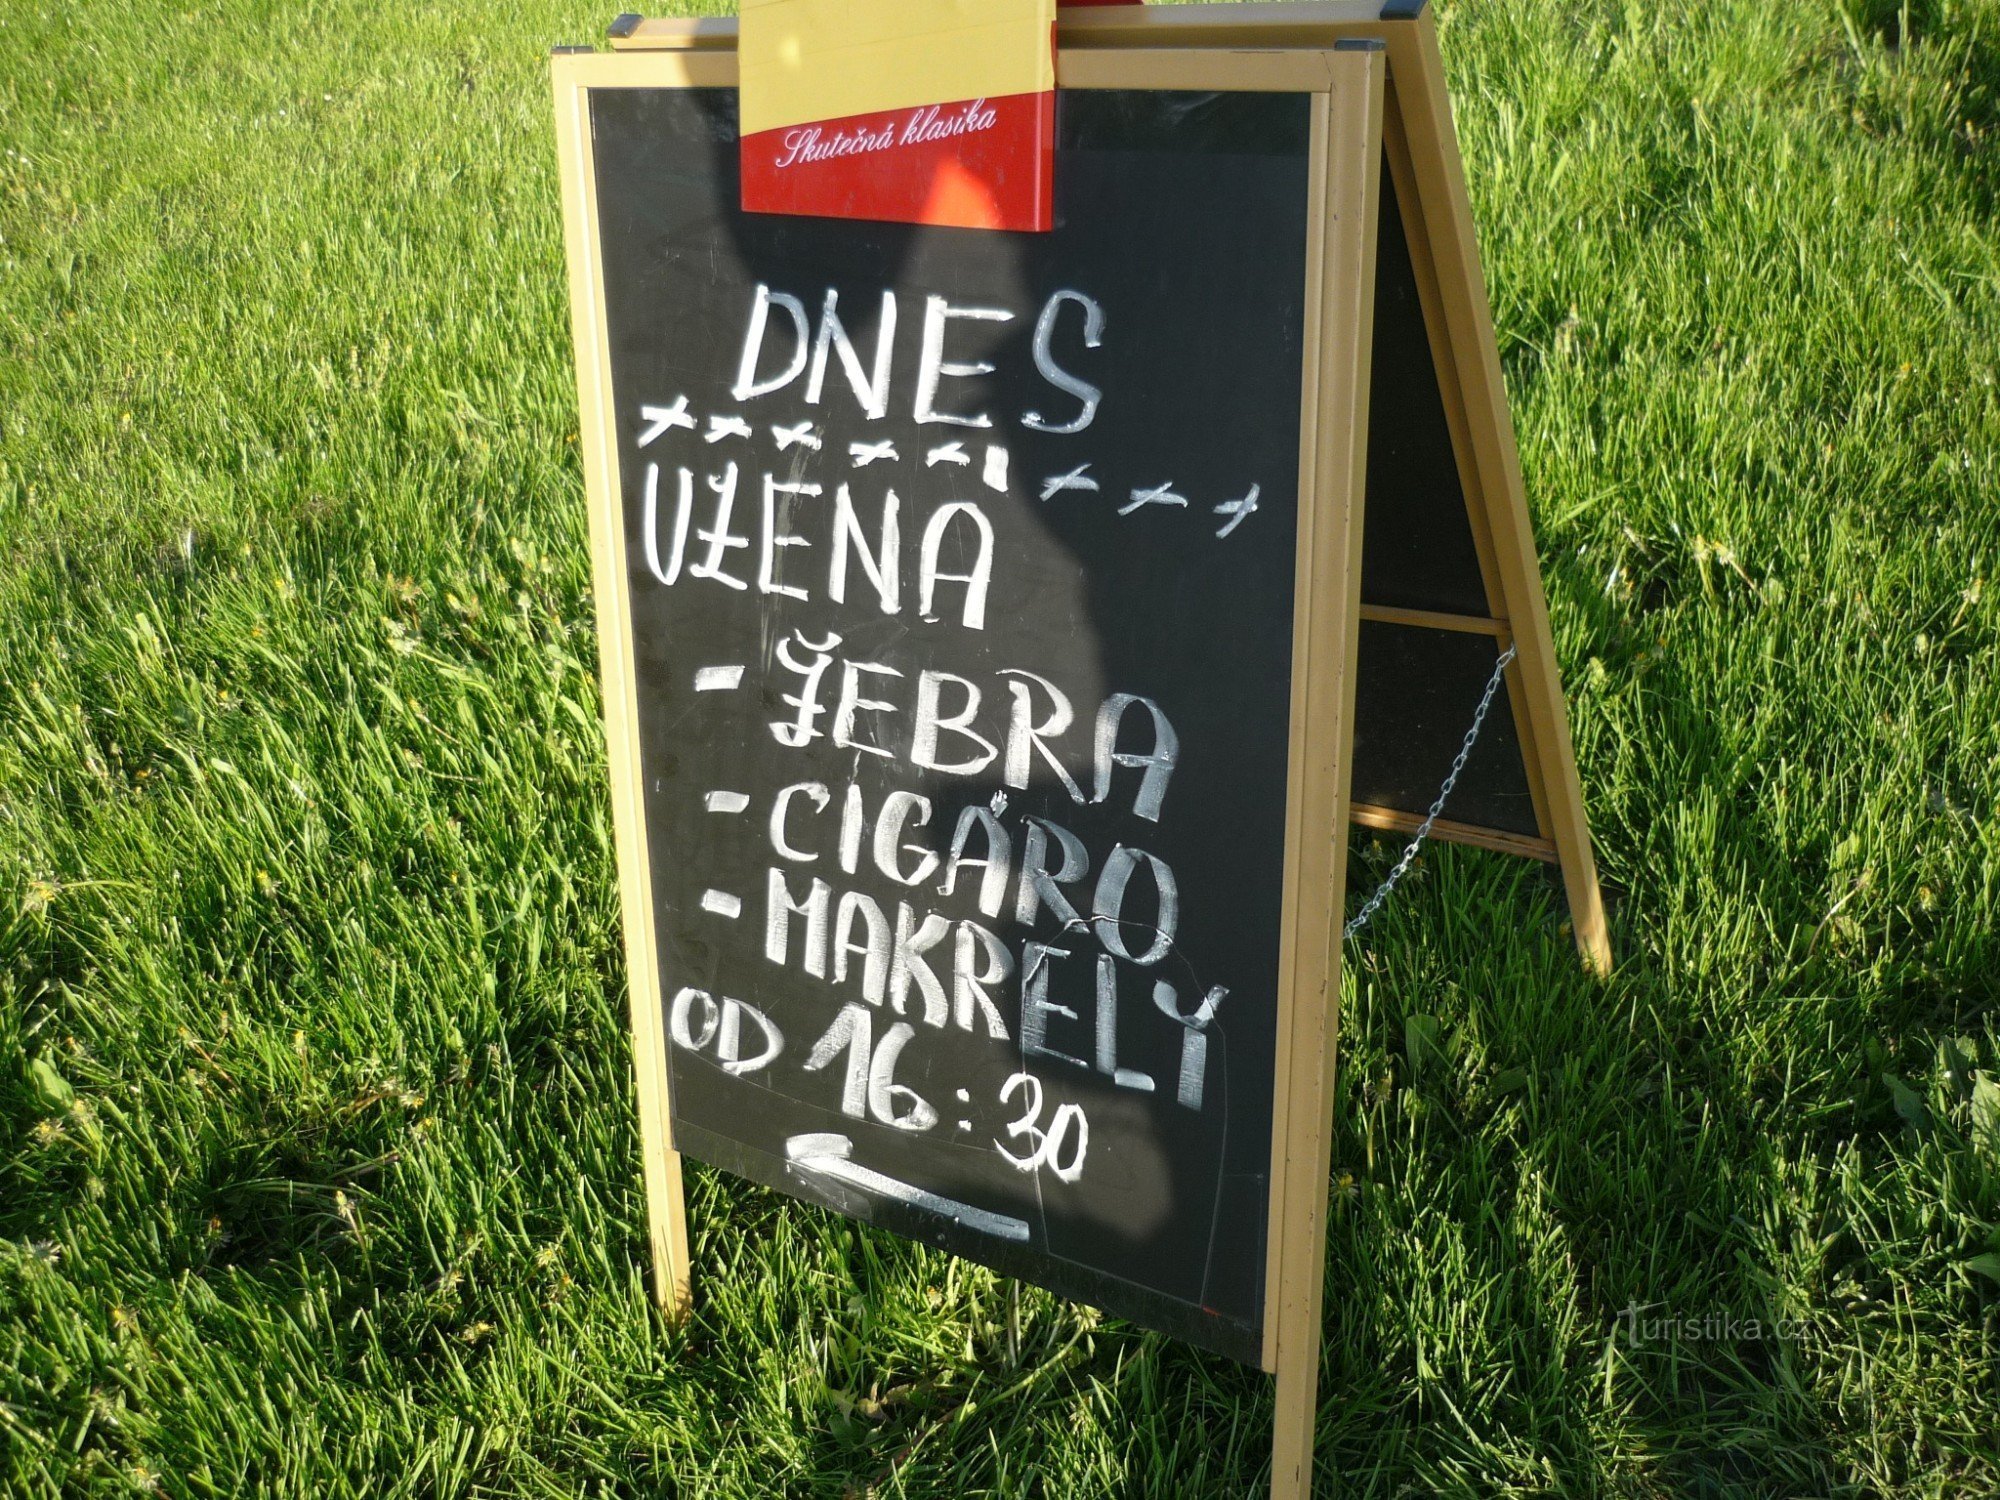 Skutečná klasika
DNES
UZENÁ
- ŽEBRA
- CIGÁRO
- MAKRELY
OD 16:30
Turistika.cz